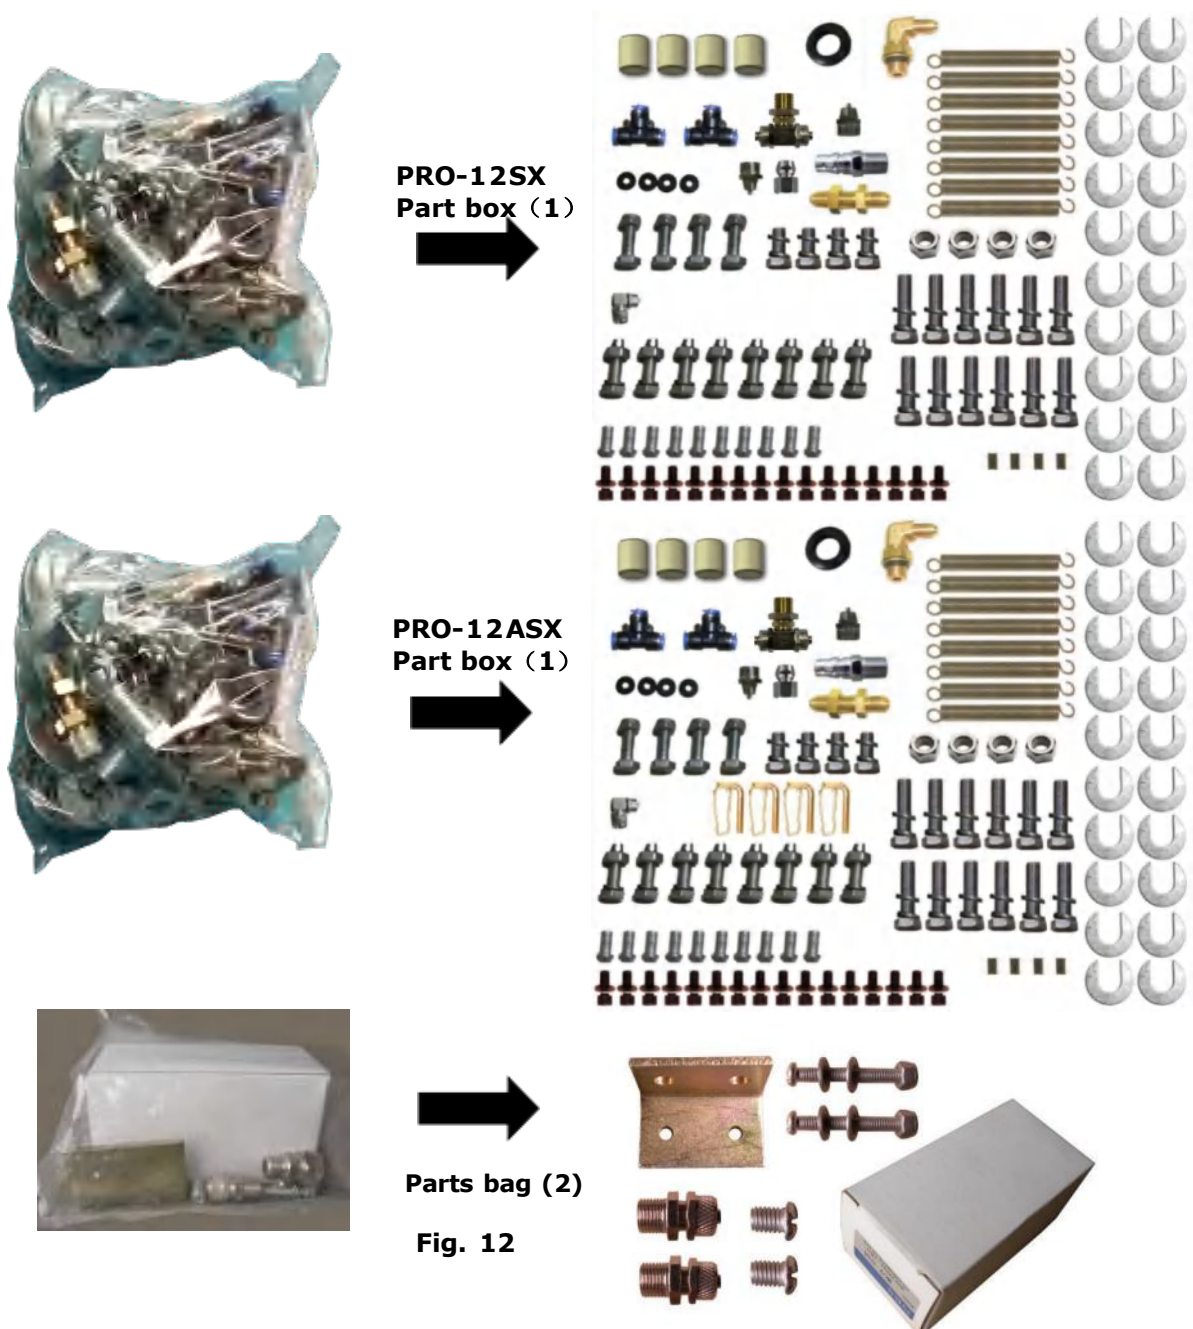 PRO-12SX
Part box（1）
PRO-12ASX
Part box（1）
Parts bag (2)
Fig. 12